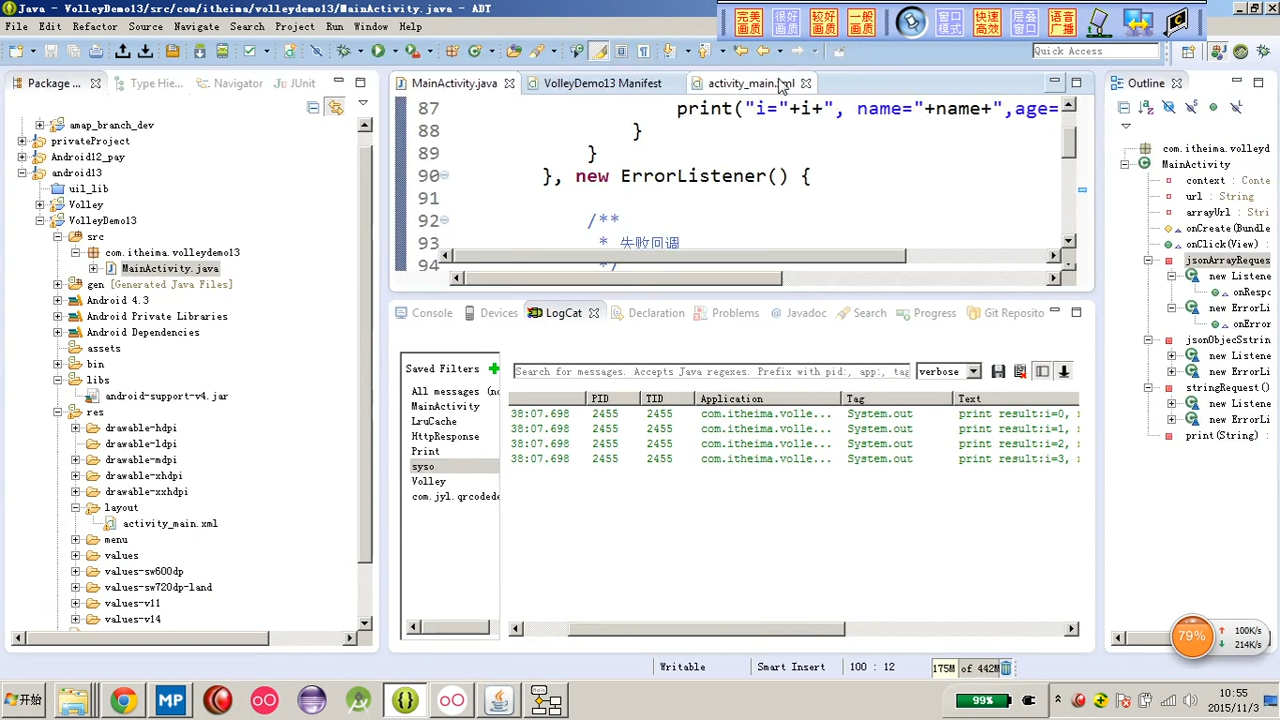 Java - VolleyDemo13/src/com/itheima/volleydemo13/MainActivity.java - ADT
完美画质
很好画质
较好画质
一般画质
窗口模式
快速高效
层叠窗口
语音广播
File Edit Refactor Source Navigate Search Project Run Window Help
Quick Access
Package ...
Type Hie...
Navigator
JUnit
MainActivity.java
VolleyDemo13 Manifest
activity_main.xml
Outline
amap_branch_dev
privateProject
Android12_pay
android13
uil_lib
Volley
VolleyDemo13
src
com.itheima.volleydemo13
MainActivity.java
gen [Generated Java Files]
Android 4.3
Android Private Libraries
Android Dependencies
assets
bin
libs
android-support-v4.jar
res
drawable-hdpi
drawable-ldpi
drawable-mdpi
drawable-xhdpi
drawable-xxhdpi
layout
activity_main.xml
menu
values
values-sw600dp
values-sw720dp-land
values-v11
values-v14
87 print("i="+i+", name="+name+",age=
88 }
89 }
90 }, new ErrorListener() {
91
92 /**
93 * 失败回调
94 */
Console
Devices
LogCat
Declaration
Problems
Javadoc
Search
Progress
Git Reposito
Saved Filters
All messages (no
MainActivity
LruCache
HttpResponse
Print
syso
Volley
com.jyl.qrcodede
Search for messages. Accepts Java regexes. Prefix with pid:, app:, tag
verbose
PID TID Application Tag Text
38:07.698 2455 2455 com.itheima.volle... System.out print result:i=0,
38:07.698 2455 2455 com.itheima.volle... System.out print result:i=1,
38:07.698 2455 2455 com.itheima.volle... System.out print result:i=2,
38:07.698 2455 2455 com.itheima.volle... System.out print result:i=3,
com.itheima.volleyd
MainActivity
context : Conte
url : String
arrayUrl : Stri
onCreate(Bundle
onClick(View) :
jsonArrayReques
new Listene
onRespo
new ErrorLi
onError
jsonObjecSstrin
new Listene
new ErrorLi
stringRequest()
new Listene
new ErrorLi
print(String) :
79%
100K/s
214K/s
Writable
Smart Insert
100 : 12
175M of 442M
开始
MP
99%
10:55
2015/11/3